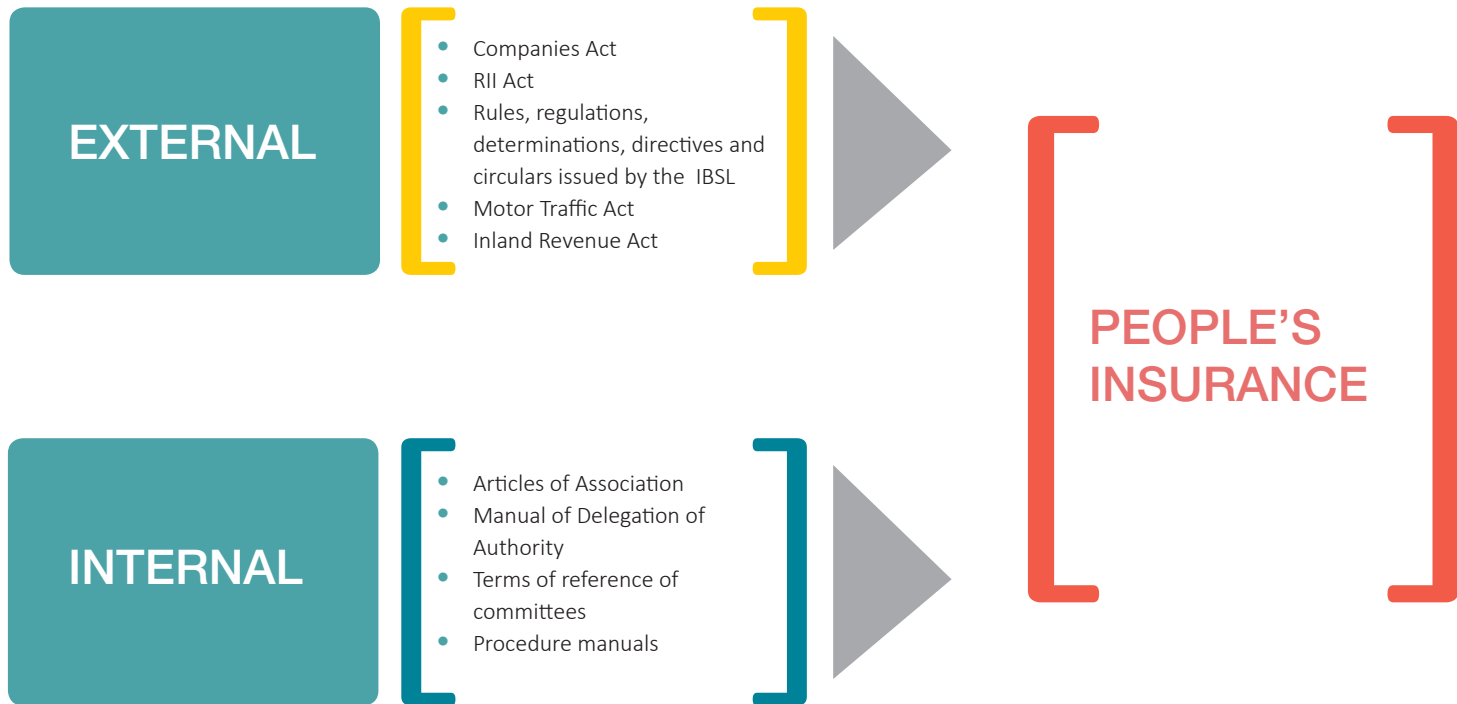 EXTERNAL
• Companies Act
• RII Act
• Rules, regulations,
determinations, directives and
circulars issued by the IBSL
• Motor Traffic Act
• Inland Revenue Act
PEOPLE’S
INSURANCE
INTERNAL
• Articles of Association
• Manual of Delegation of
Authority
• Terms of reference of
committees
• Procedure manuals